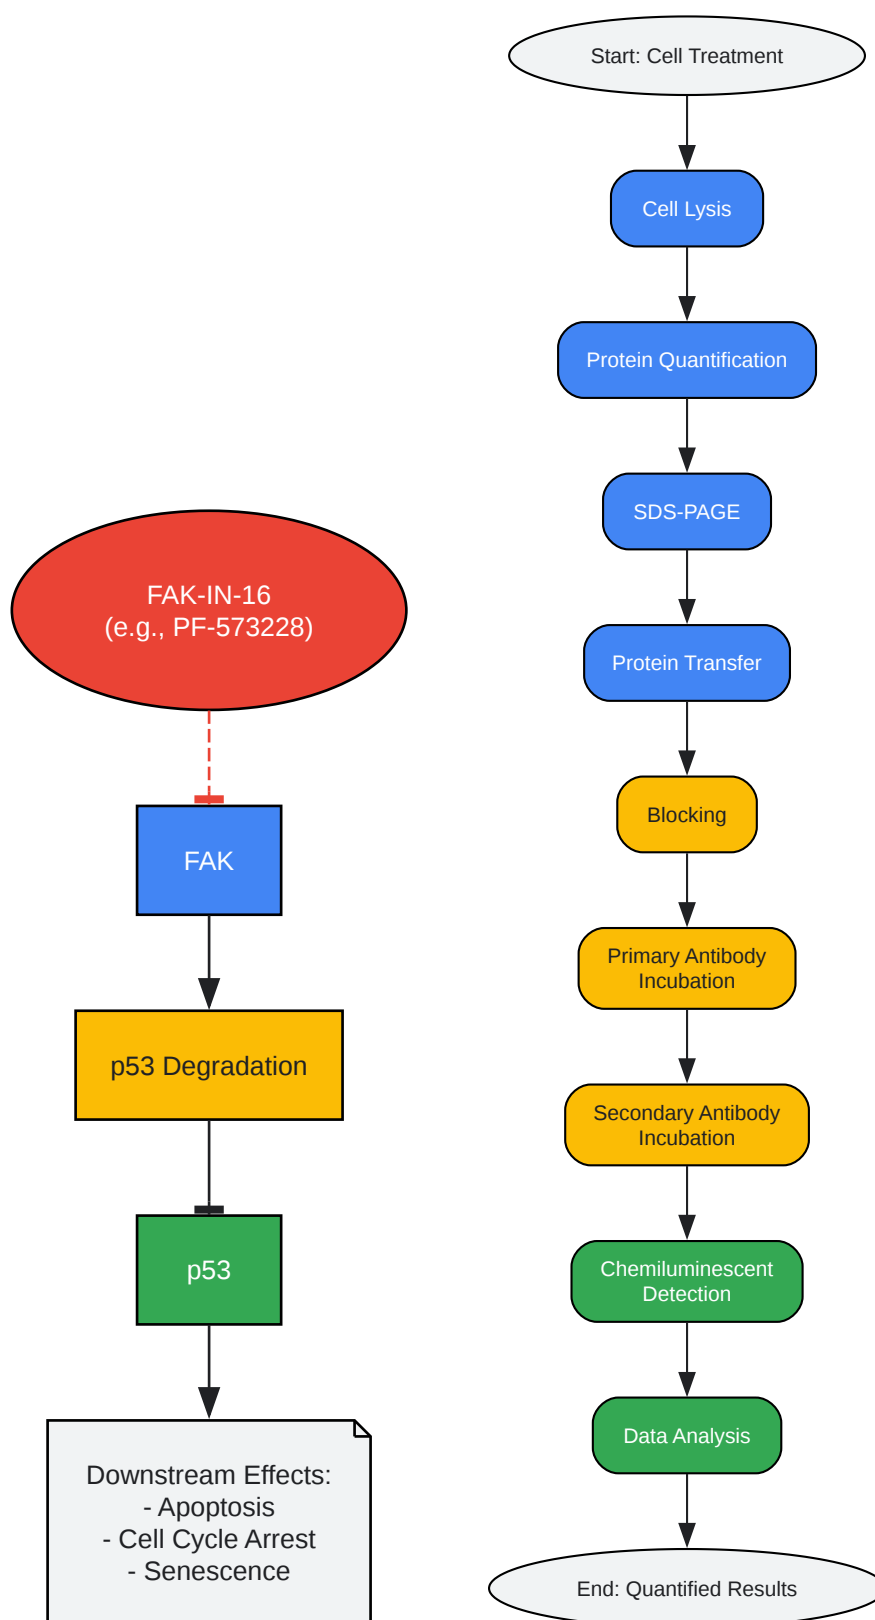 FAK-IN-16
(e.g., PF-573228)
FAK
p53 Degradation
p53
Downstream Effects:
- Apoptosis
- Cell Cycle Arrest
- Senescence
Start: Cell Treatment
Cell Lysis
Protein Quantification
SDS-PAGE
Protein Transfer
Blocking
Primary Antibody
Incubation
Secondary Antibody
Incubation
Chemiluminescent
Detection
Data Analysis
End: Quantified Results